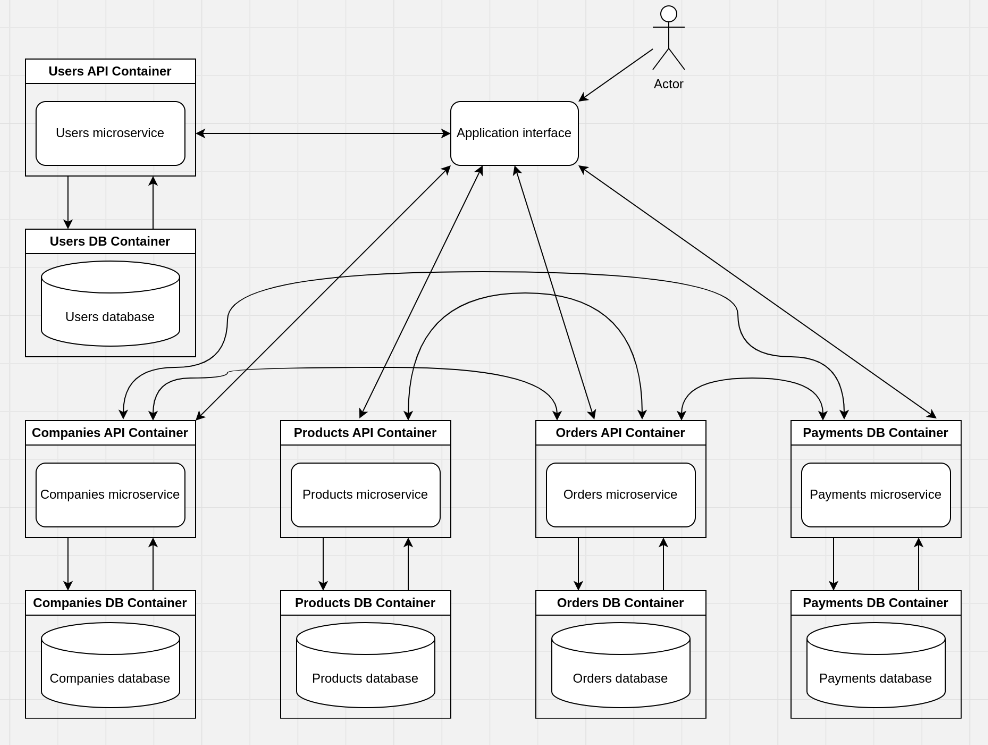 Actor
Users API Container
Users microservice
Application interface
Users DB Container
Users database
Companies API Container
Products API Container
Orders API Container
Payments DB Container
Companies microservice
Products microservice
Orders microservice
Payments microservice
Companies DB Container
Products DB Container
Orders DB Container
Payments DB Container
Companies database
Products database
Orders database
Payments database